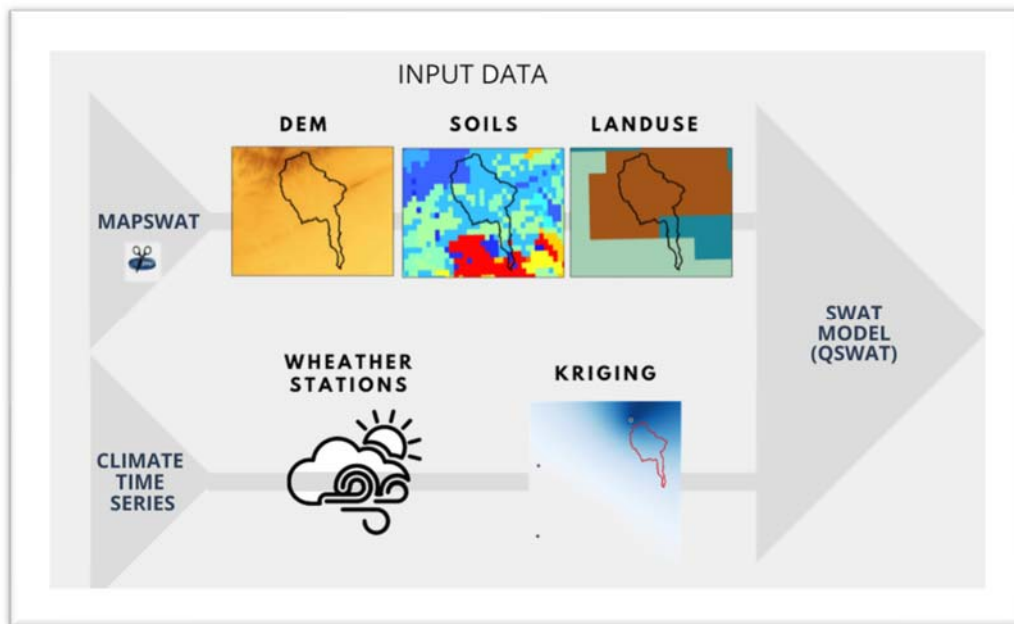 INPUT DATA
DEM
SOILS
LANDUSE
MAPSWAT
WHEATHER
STATIONS
KRIGING
CLIMATE
TIME
SERIES
SWAT
MODEL
(QSWAT)